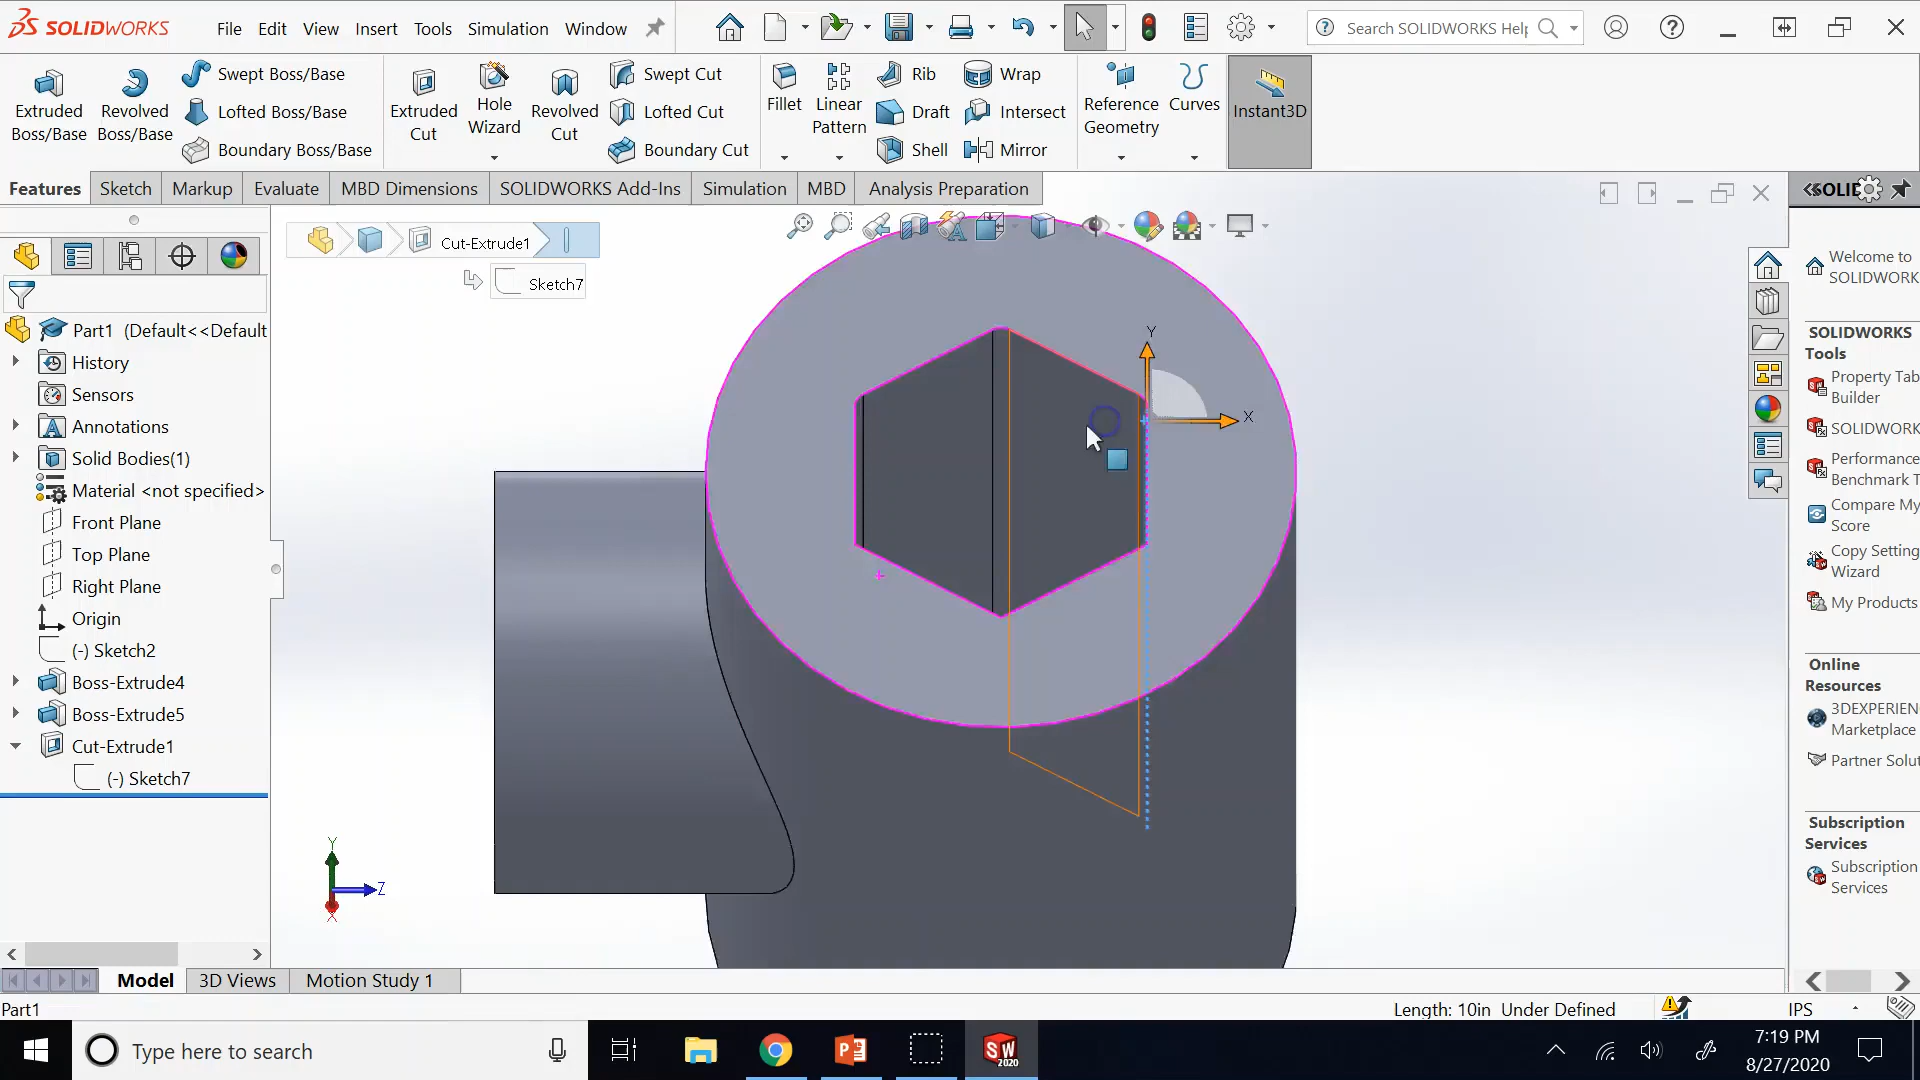 SOLIDWORKS File Edit View Insert Tools Simulation Window Search SOLIDWORKS Help
Extruded Boss/Base
Revolved Boss/Base
Swept Boss/Base
Lofted Boss/Base
Boundary Boss/Base
Extruded Cut
Hole Wizard
Revolved Cut
Swept Cut
Lofted Cut
Boundary Cut
Fillet
Linear Pattern
Rib
Draft
Shell
Wrap
Intersect
Mirror
Reference Geometry
Curves
Instant3D
Features Sketch Markup Evaluate MBD Dimensions SOLIDWORKS Add-Ins Simulation MBD Analysis Preparation
Cut-Extrude1
Sketch7
Part1 (Default<<Default
History
Sensors
Annotations
Solid Bodies(1)
Material <not specified>
Front Plane
Top Plane
Right Plane
Origin
(-) Sketch2
Boss-Extrude4
Boss-Extrude5
Cut-Extrude1
(-) Sketch7
Y
X
Y
Z
X
SOLID
Welcome to
SOLIDWORK
SOLIDWORKS
Tools
Property Tab
Builder
SOLIDWORK
Performance
Benchmark T
Compare My
Score
Copy Setting
Wizard
My Products
Online
Resources
3DEXPERIEN
Marketplace
Partner Solut
Subscription
Services
Subscription
Services
Model 3D Views Motion Study 1
Part1 Length: 10in Under Defined IPS
Type here to search
SW
2020
7:19 PM
8/27/2020